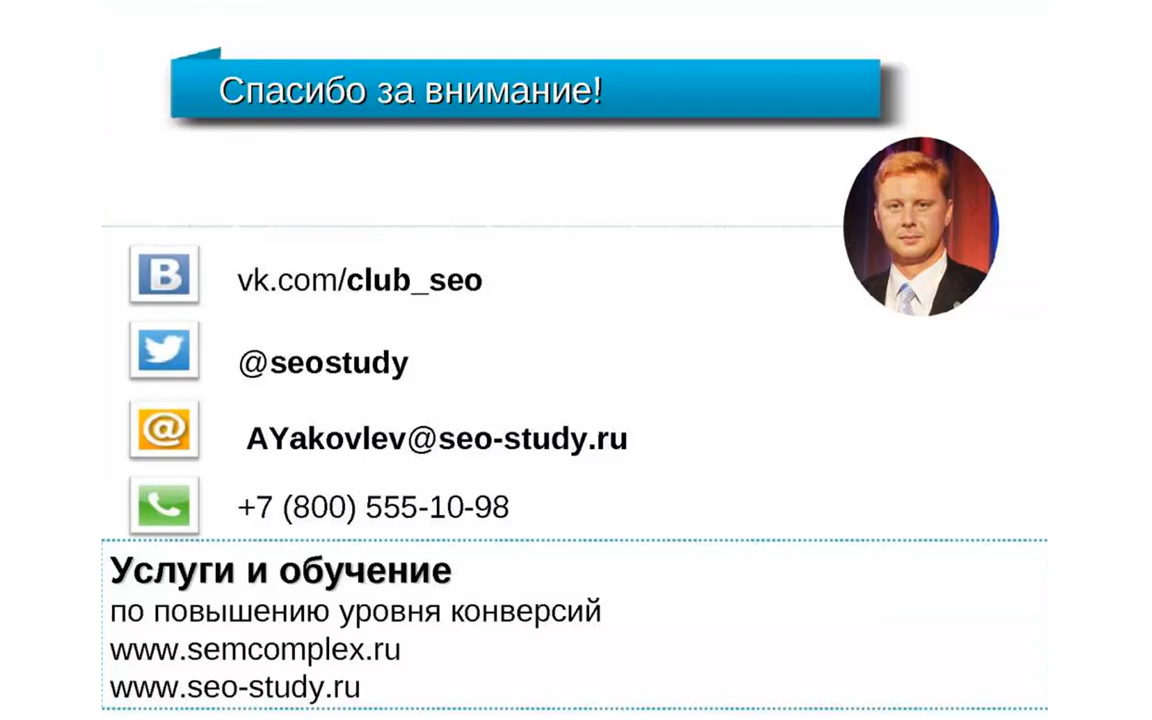 Спасибо за внимание!
vk.com/club_seo
@seostudy
AYakovlev@seo-study.ru
+7 (800) 555-10-98
Услуги и обучение
по повышению уровня конверсий
www.semcomplex.ru
www.seo-study.ru